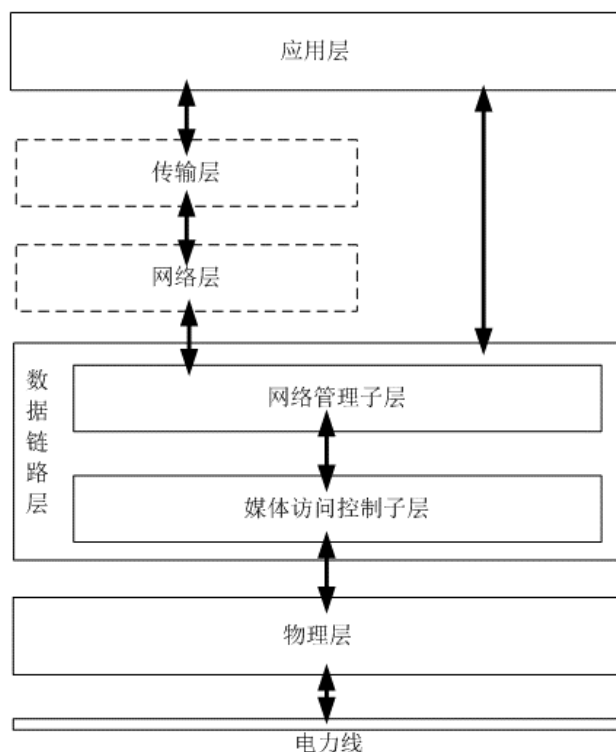 应用层
传输层
网络层
数据链路层
网络管理子层
媒体访问控制子层
物理层
电力线